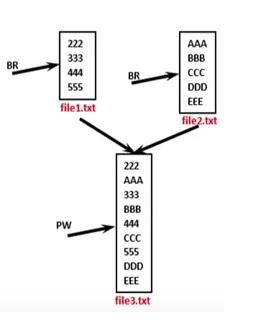 222
333
444
555
BR
file1.txt
AAA
BBB
CCC
DDD
EEE
BR
file2.txt
222
AAA
333
BBB
444
CCC
555
DDD
EEE
PW
file3.txt